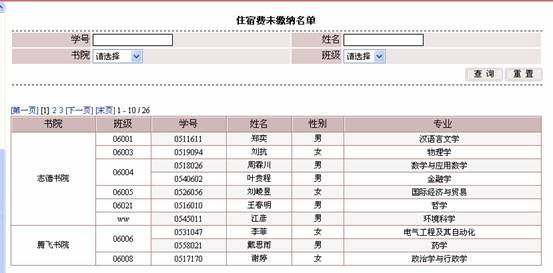 住宿费未缴纳名单
学号 姓名
书院 请选择 班级 请选择
查 询 重 置
[第一页] [1] 2 3 [下一页] [末页] 1 - 10 / 26
书院 班级 学号 姓名 性别 专业
志德书院 06001 0511611 郑奕 男 汉语言文学
06003 0519094 刘抗 女 物理学
06004 0518026 周霖川 男 数学与应用数学
0540602 叶贵程 男 金融学
06005 0526056 刘峻昱 女 国际经济与贸易
06021 0516010 王春明 男 哲学
ww 0545011 江彦 男 环境科学
腾飞书院 06006 0531047 李菲 女 电气工程及其自动化
0558021 戴思雨 男 药学
06008 0517170 谢婷 女 政治学与行政学